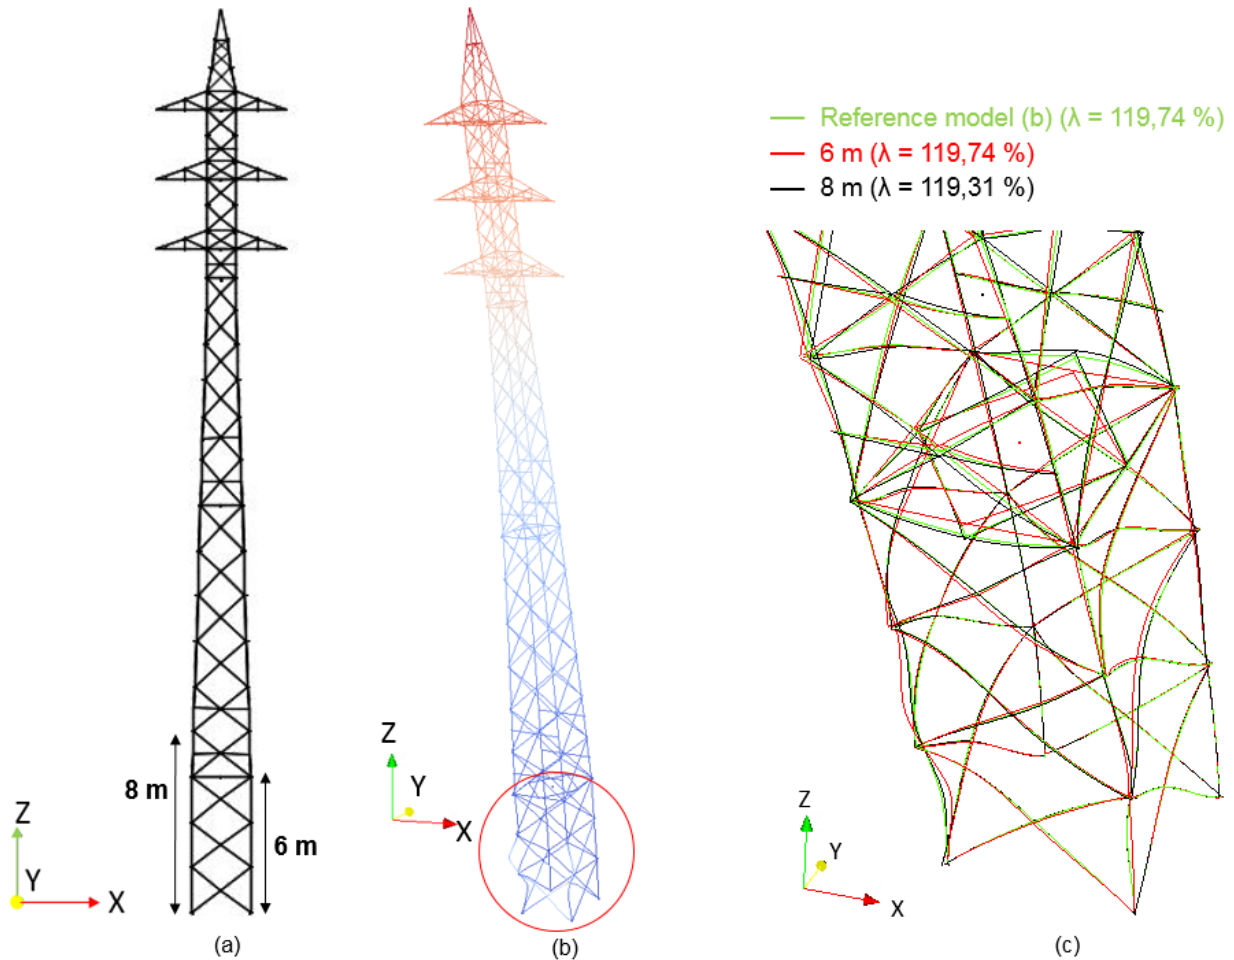 Reference model (b) (λ = 119,74 %)
6 m (λ = 119,74 %)
8 m (λ = 119,31 %)
8 m
6 m
Z
Y
X
Z
Y
X
Z
Y
X
(a)
(b)
(c)